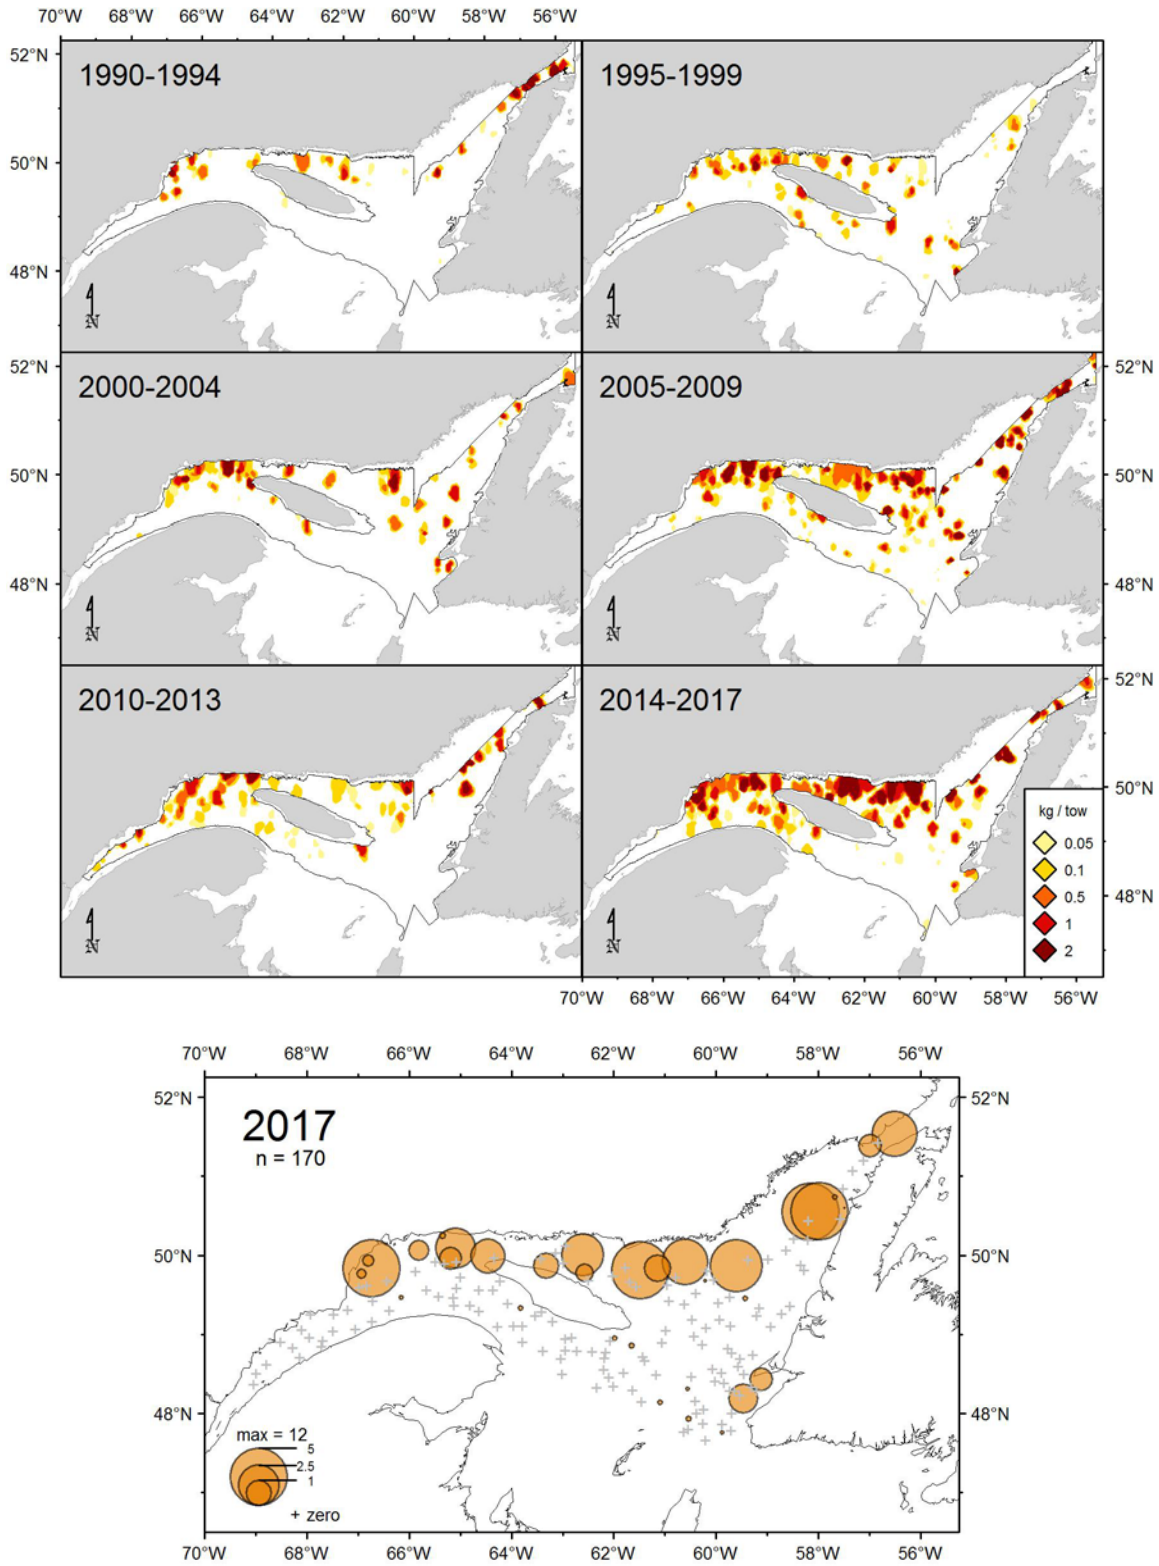 70°W 68°W 66°W 64°W 62°W 60°W 58°W 56°W
52°N 1990-1994 1995-1999
50°N
48°N
N N
52°N 2000-2004 2005-2009 52°N
50°N 50°N
48°N 48°N
N N
2010-2013 2014-2017 52°N
50°N
kg / tow
0.05
0.1
0.5
48°N
1
2
N N
70°W 68°W 66°W 64°W 62°W 60°W 58°W 56°W
70°W 68°W 66°W 64°W 62°W 60°W 58°W 56°W
52°N 52°N
2017
n = 170
50°N 50°N
48°N 48°N
max = 12
5
2.5
1
+ zero
70°W 68°W 66°W 64°W 62°W 60°W 58°W 56°W